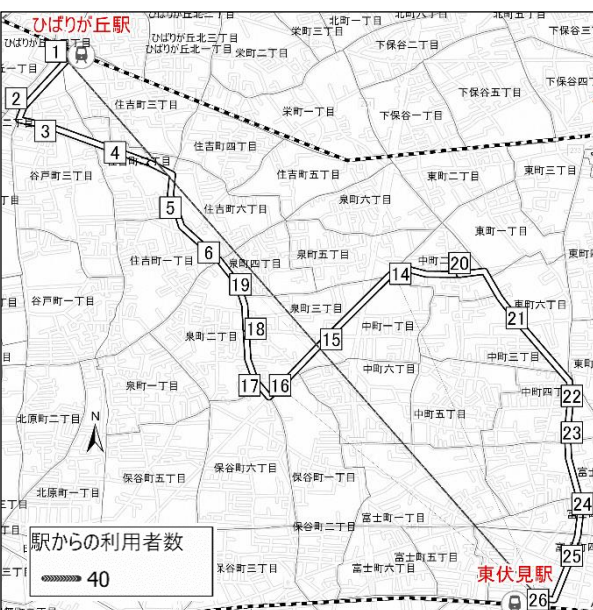 ひばりが丘駅
北町一丁目
栄町三丁目
下保谷三丁
ひばりが丘北三丁目
ひばりが丘北一丁目
栄町二丁目
下保谷二丁目
1
下保谷四丁
下保谷五丁目
2
住吉町三丁目
栄町一丁目
下保谷一丁目
3
4
住吉町四丁目
谷戸町三丁目
住吉町五丁目
東町二丁目
東町三丁目
泉町六丁目
5
住吉町六丁目
東町一丁目
6
泉町五丁目
住吉町一丁目
泉町四丁目
中町二
20
14
19
谷戸町一丁目
泉町三丁目
東町六丁目
21
18
中町一丁目
泉町二丁目
15
中町三丁目
中町六丁目
泉町一丁目
17
16
中町四丁
22
中町五丁目
北原町二丁目
23
N
保谷町六丁目
保谷町五丁目
保谷町一丁目
北原町一丁目
24
富士町一丁目
保谷町二丁目
駅からの利用者数
25
富士町五丁目
保谷町三丁目
富士町六丁目
東伏見駅
40
26